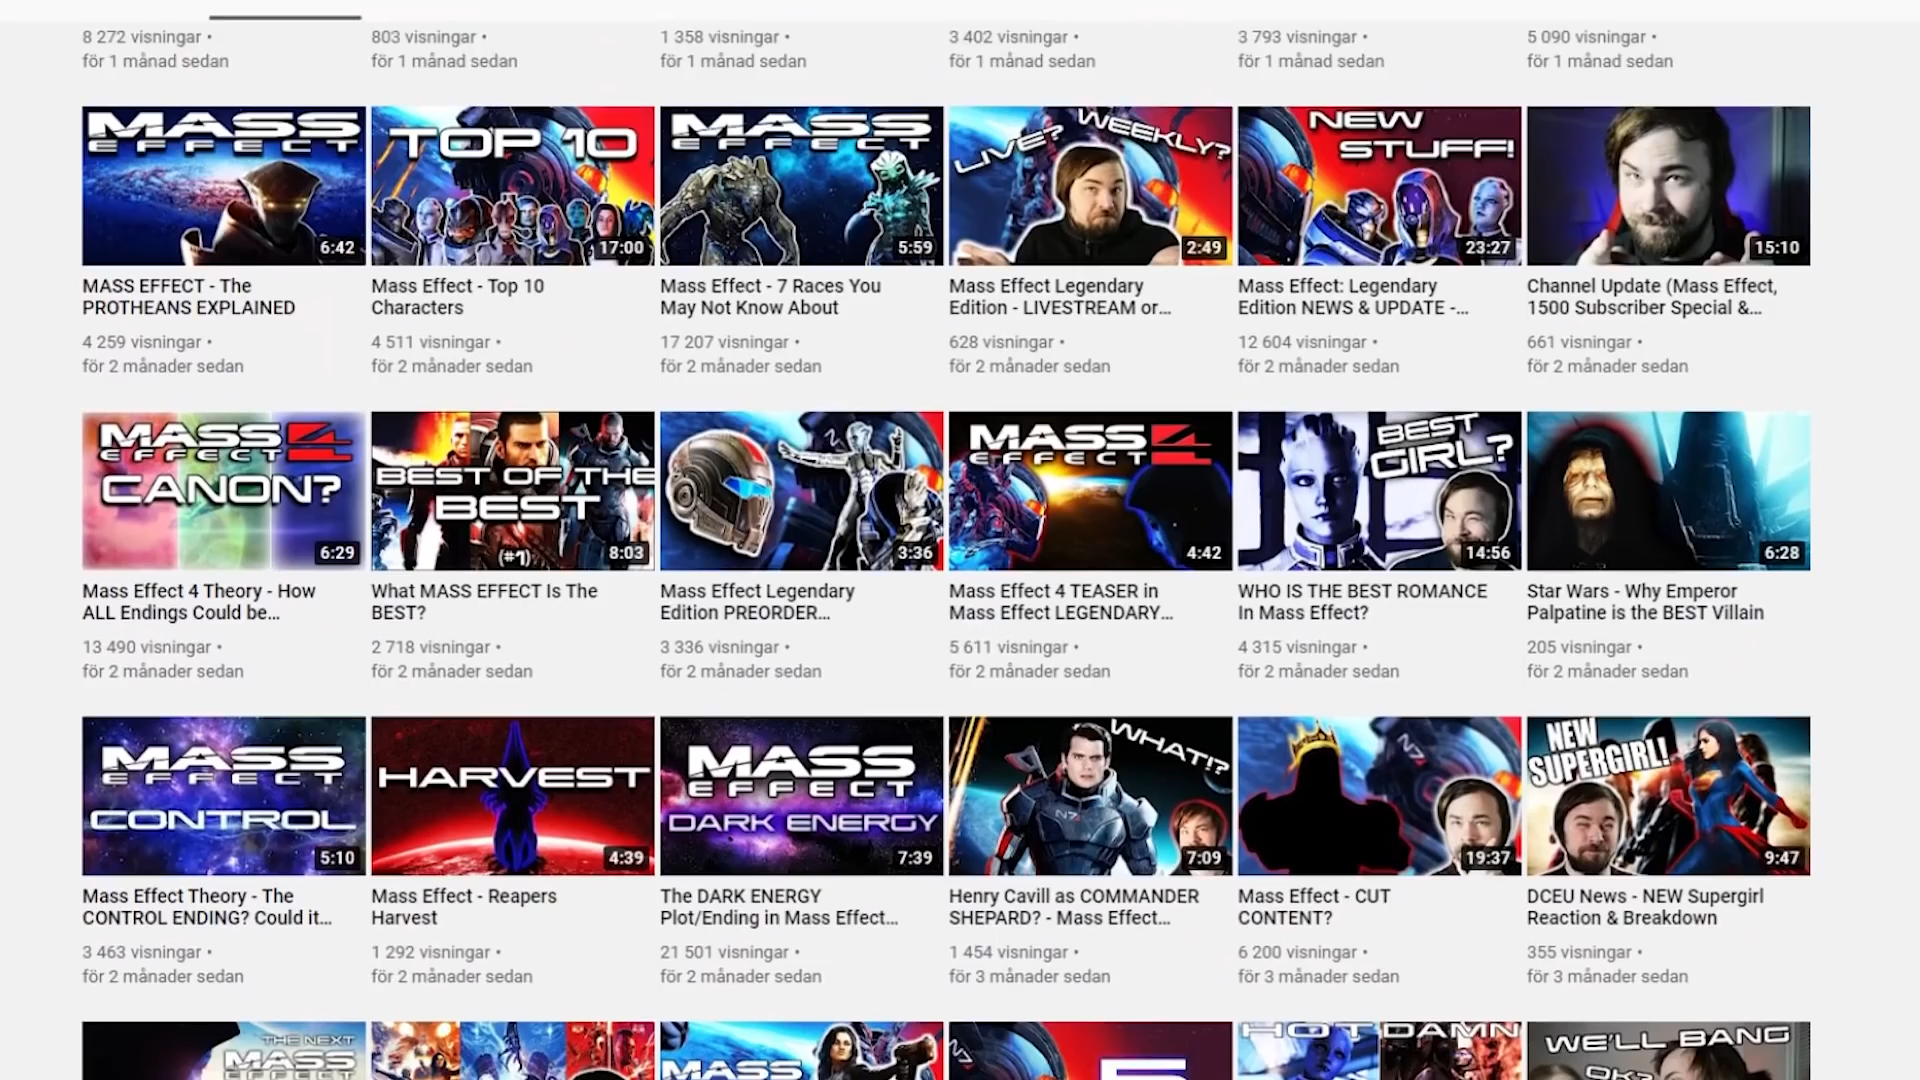 8 272 visningar •
för 1 månad sedan
803 visningar •
för 1 månad sedan
1 358 visningar •
för 1 månad sedan
3 402 visningar •
för 1 månad sedan
3 793 visningar •
för 1 månad sedan
5 090 visningar •
för 1 månad sedan
MASS
EFFECT
6:42
MASS EFFECT - The
PROTHEANS EXPLAINED
4 259 visningar •
för 2 månader sedan
TOP 10
17:00
Mass Effect - Top 10
Characters
4 511 visningar •
för 2 månader sedan
MASS
EFFECT
5:59
Mass Effect - 7 Races You
May Not Know About
17 207 visningar •
för 2 månader sedan
LIVE? WEEKLY?
2:49
Mass Effect Legendary
Edition - LIVESTREAM or...
628 visningar •
för 2 månader sedan
NEW
STUFF!
23:27
Mass Effect: Legendary
Edition NEWS & UPDATE -...
12 604 visningar •
för 2 månader sedan
15:10
Channel Update (Mass Effect,
1500 Subscriber Special &...
661 visningar •
för 2 månader sedan
MASS 4
EFFECT
CANON?
6:29
Mass Effect 4 Theory - How
ALL Endings Could be...
13 490 visningar •
för 2 månader sedan
BEST OF THE
BEST
(#1)
8:03
What MASS EFFECT Is The
BEST?
2 718 visningar •
för 2 månader sedan
3:36
Mass Effect Legendary
Edition PREORDER...
3 336 visningar •
för 2 månader sedan
MASS 4
EFFECT
4:42
Mass Effect 4 TEASER in
Mass Effect LEGENDARY...
5 611 visningar •
för 2 månader sedan
BEST
GIRL?
14:56
WHO IS THE BEST ROMANCE
In Mass Effect?
4 315 visningar •
för 2 månader sedan
6:28
Star Wars - Why Emperor
Palpatine is the BEST Villain
205 visningar •
för 2 månader sedan
MASS
EFFECT
CONTROL
5:10
Mass Effect Theory - The
CONTROL ENDING? Could it...
3 463 visningar •
för 2 månader sedan
HARVEST
4:39
Mass Effect - Reapers
Harvest
1 292 visningar •
för 2 månader sedan
MASS
EFFECT
DARK ENERGY
7:39
The DARK ENERGY
Plot/Ending in Mass Effect...
21 501 visningar •
för 2 månader sedan
WHAT!?
N7
7:09
Henry Cavill as COMMANDER
SHEPARD? - Mass Effect...
1 454 visningar •
för 3 månader sedan
N7
19:37
Mass Effect - CUT
CONTENT?
6 200 visningar •
för 3 månader sedan
NEW
SUPERGIRL!
9:47
DCEU News - NEW Supergirl
Reaction & Breakdown
355 visningar •
för 3 månader sedan
THE NEXT
MASS
EFFECT
MASS
5
HOT DAMN
WE'LL BANG
OK?